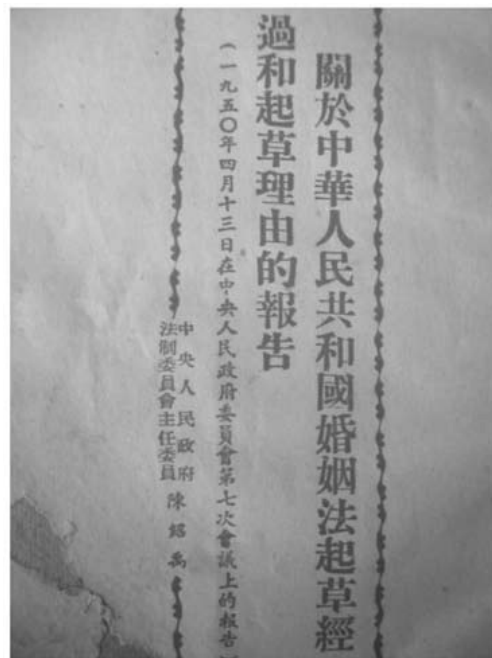 關於中華人民共和國婚姻法起草經
過和起草理由的報告
（一九五〇年四月十三日在中央人民政府委員會第七次會議上的報告）
中央人民政府
法制委員會主任委員 陳紹禹